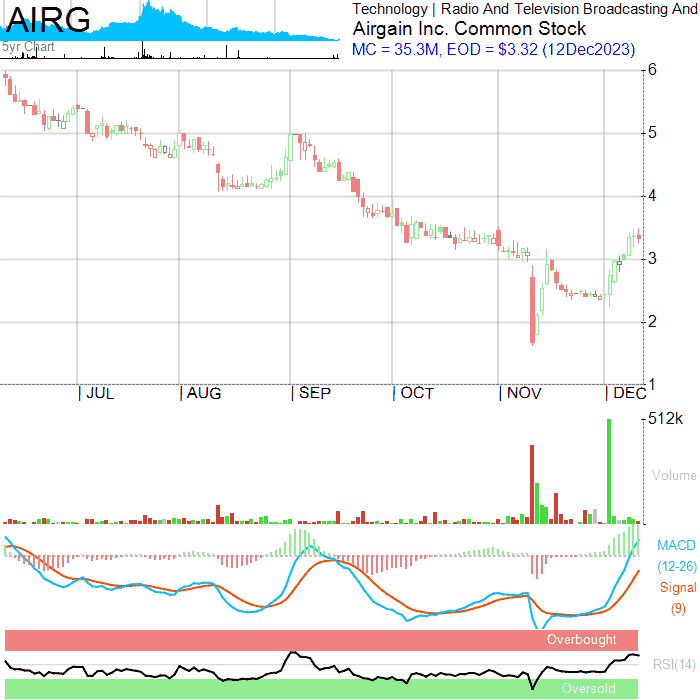 AIRG
5yr Chart
Technology | Radio And Television Broadcasting And
Airgain Inc. Common Stock
MC = 35.3M, EOD = $3.32 (12Dec2023)
6
5
4
3
2
1
| JUL | AUG | SEP | OCT | NOV | DEC
512k
Volume
MACD
(12-26)
Signal
(9)
Overbought
RSI(14)
Oversold